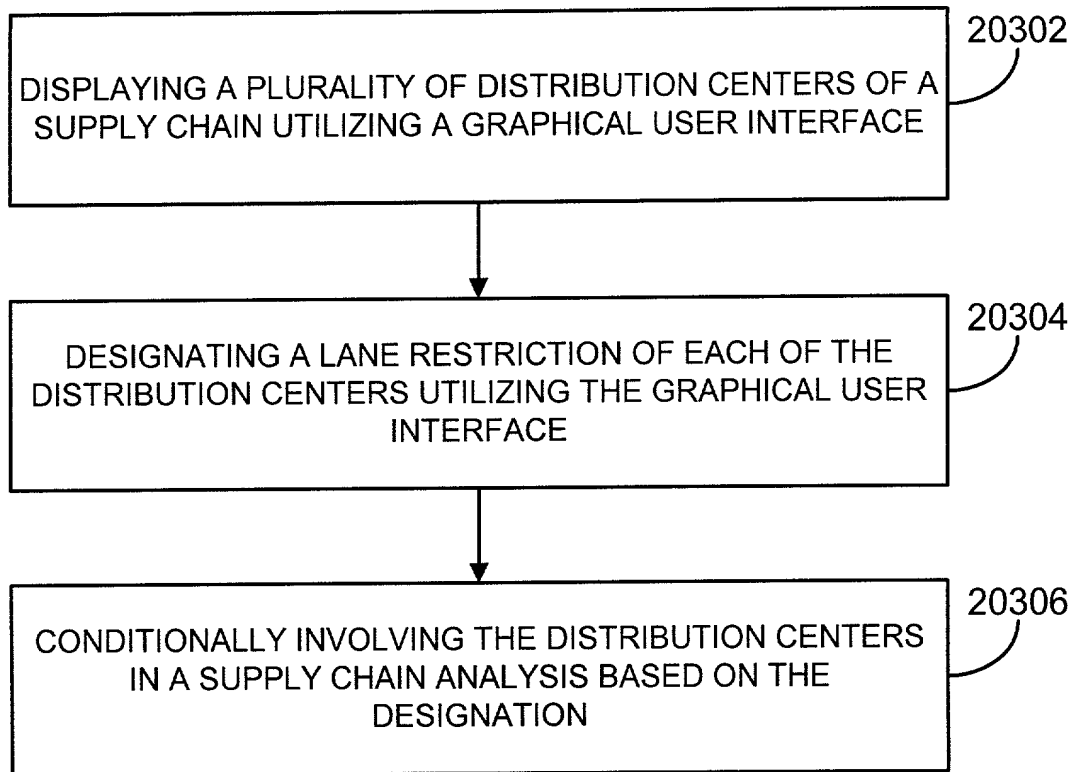 20302
DISPLAYING A PLURALITY OF DISTRIBUTION CENTERS OF A
SUPPLY CHAIN UTILIZING A GRAPHICAL USER INTERFACE
20304
DESIGNATING A LANE RESTRICTION OF EACH OF THE
DISTRIBUTION CENTERS UTILIZING THE GRAPHICAL USER
INTERFACE
20306
CONDITIONALLY INVOLVING THE DISTRIBUTION CENTERS
IN A SUPPLY CHAIN ANALYSIS BASED ON THE
DESIGNATION